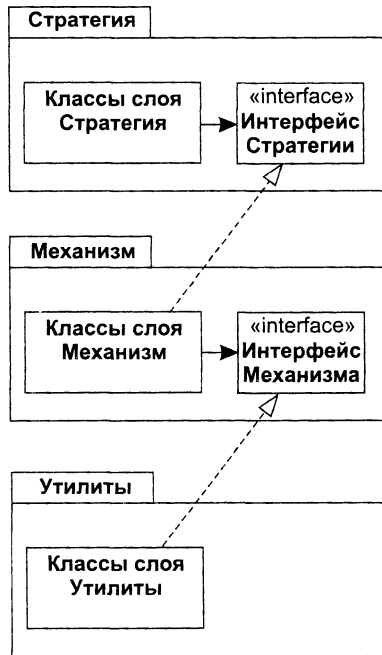 Стратегия
Классы слоя
Стратегия
«interface»
Интерфейс
Стратегии
Механизм
Классы слоя
Механизм
«interface»
Интерфейс
Механизма
Утилиты
Классы слоя
Утилиты